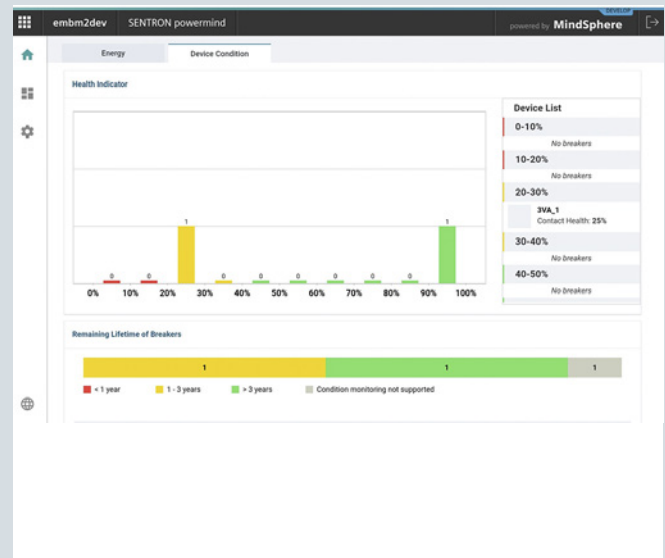 DEVELOP
embm2dev SENTRON powermind powered by MindSphere
Energy Device Condition
Health Indicator
1 1
0 0 0 0 0 0 0 0
0% 10% 20% 30% 40% 50% 60% 70% 80% 90% 100%
Device List
0-10%
No breakers
10-20%
No breakers
20-30%
3VA_1
Contact Health: 25%
30-40%
No breakers
40-50%
No breakers
Remaining Lifetime of Breakers
1 1 1
< 1 year 1 - 3 years > 3 years Condition monitoring not supported